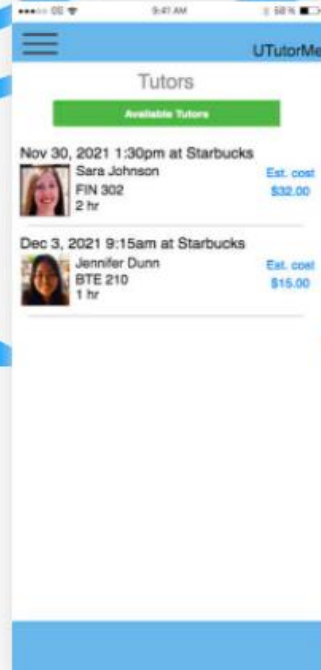 9:41 AM
58%
UTutorMe
Tutors
Available Tutors
Nov 30, 2021 1:30pm at Starbucks
Sara Johnson
FIN 302
2 hr
Est. cost
$32.00
Dec 3, 2021 9:15am at Starbucks
Jennifer Dunn
BTE 210
1 hr
Est. cost
$15.00